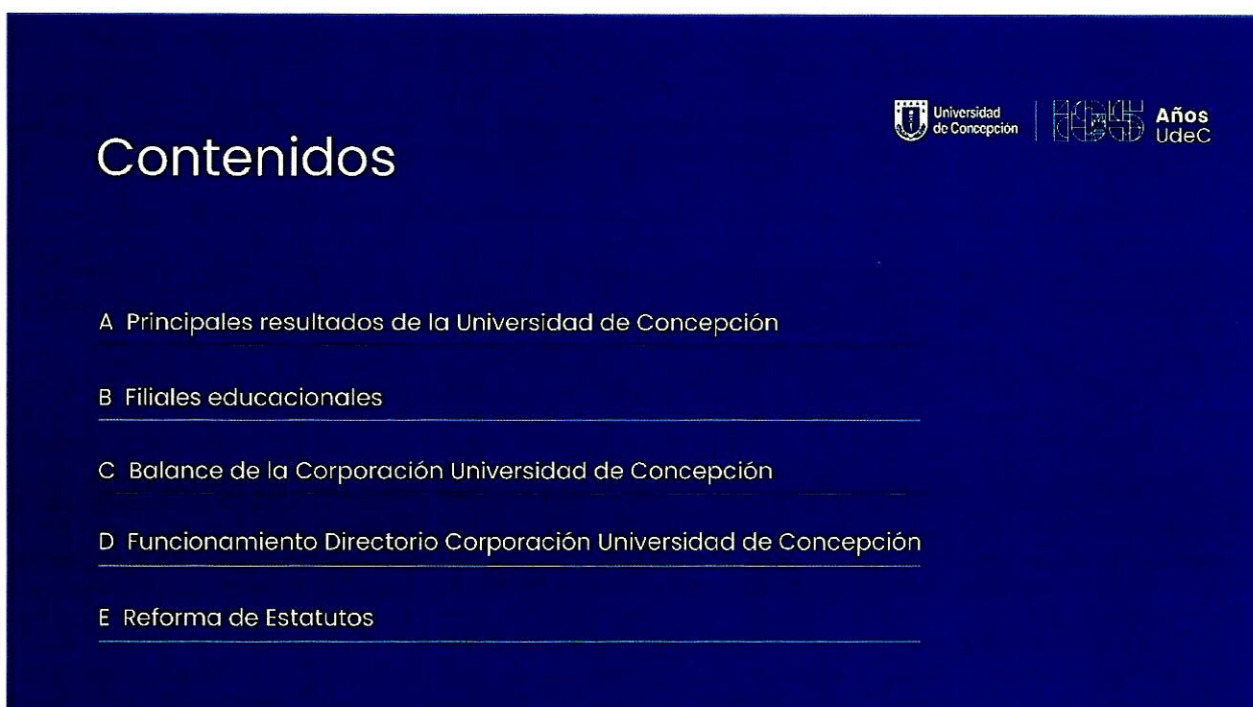 Universidad
de Concepción
105 Años
UdeC
Contenidos
A Principales resultados de la Universidad de Concepción
B Filiales educacionales
C Balance de la Corporación Universidad de Concepción
D Funcionamiento Directorio Corporación Universidad de Concepción
E Reforma de Estatutos